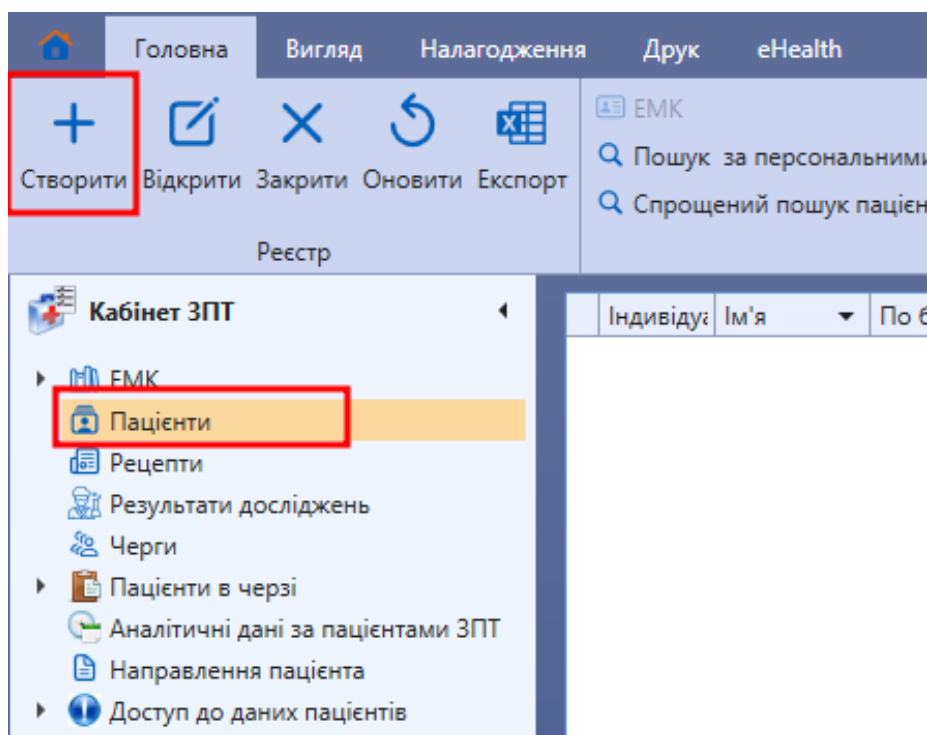 Головна Вигляд Налагодження Друк eHealth
Створити Відкрити Закрити Оновити Експорт
Реєстр
ЕМК
Пошук за персональними
Спрощений пошук
Кабінет ЗПТ
ЕМК
Пацієнти
Рецепти
Результати досліджень
Черги
Пацієнти в черзі
Аналітичні дані за пацієнтами ЗПТ
Направлення пацієнта
Доступ до даних пацієнтів
Ім'я По